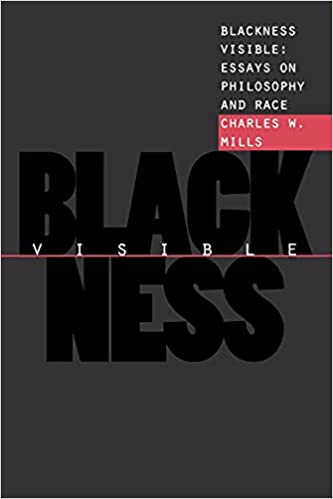 BLACKNESS
VISIBLE:
ESSAYS ON
PHILOSOPHY
AND RACE
CHARLES W.
MILLS
BLACK
VISIBLE
NESS